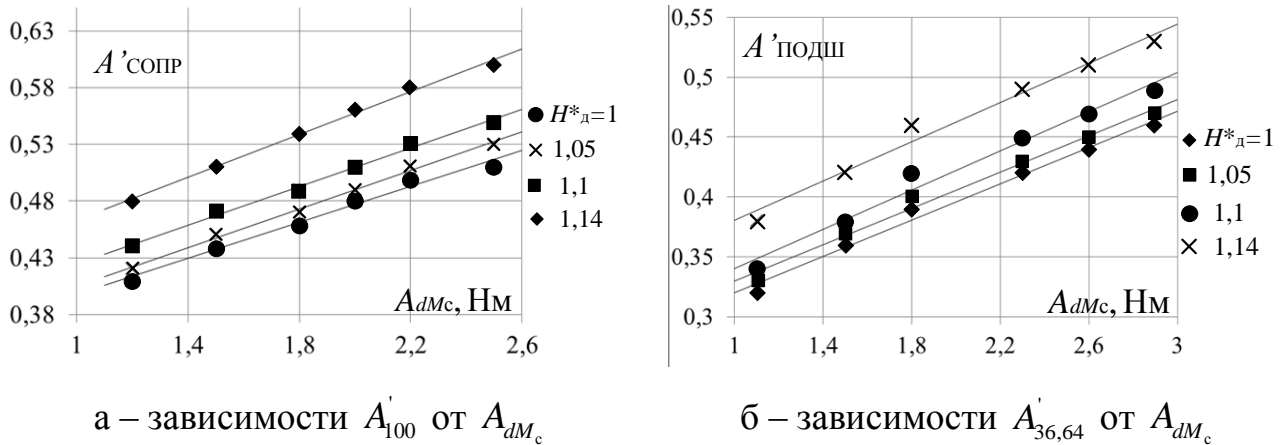 0,63
0,58
0,53
0,48
0,43
0,38
A’СОПР
AdMc, Нм
1 1,4 1,8 2,2 2,6
H*д=1
1,05
1,1
1,14
а – зависимости A'100 от AdMc
0,55
0,5
0,45
0,4
0,35
0,3
A’ПОДШ
AdMc, Нм
1 1,4 1,8 2,2 2,6 3
H*д=1
1,05
1,1
1,14
б – зависимости A'36,64 от AdMc